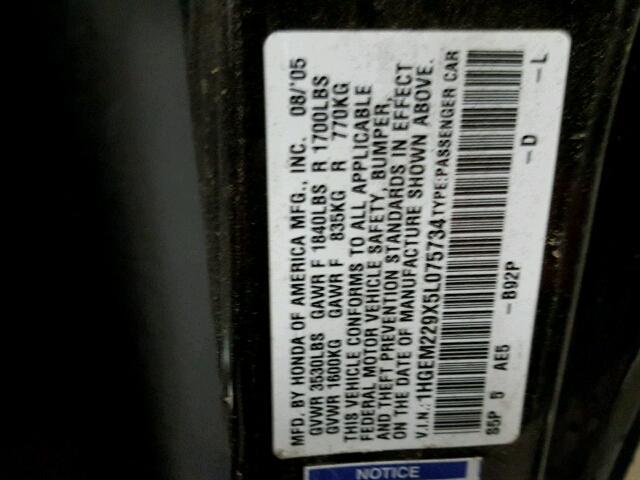 MFD. BY HONDA OF AMERICA MFG., INC. 08/'05
GVWR 3530LBS GAWR F 1840LBS R 1700LBS
GVWR 1600KG GAWR F 835KG R 770KG
THIS VEHICLE CONFORMS TO ALL APPLICABLE
FEDERAL MOTOR VEHICLE SAFETY, BUMPER,
AND THEFT PREVENTION STANDARDS IN EFFECT
ON THE DATE OF MANUFACTURE SHOWN ABOVE.
V.I.N.: 1HGEM229X5L075734 TYPE: PASSENGER CAR
85P 5 AE5 -B92P -D -L
NOTICE